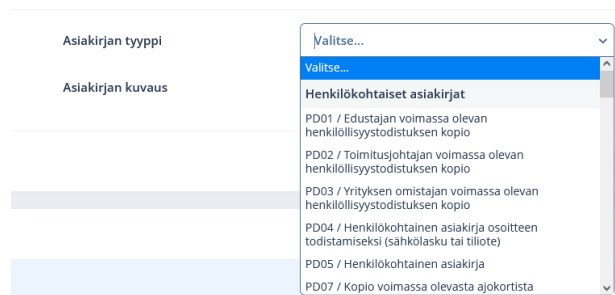 Asiakirjan tyyppi
Valitse...
Valitse...
Asiakirjan kuvaus
Henkilökohtaiset asiakirjat
PD01 / Edustajan voimassa olevan
henkilöllisyystodistuksen kopio
PD02 / Toimitusjohtajan voimassa olevan
henkilöllisyystodistuksen kopio
PD03 / Yrityksen omistajan voimassa olevan
henkilöllisyystodistuksen kopio
PD04 / Henkilökohtainen asiakirja osoitteen
todistamiseksi (sähkölasku tai tiliote)
PD05 / Henkilökohtainen asiakirja
PD07 / Kopio voimassa olevasta ajokortista